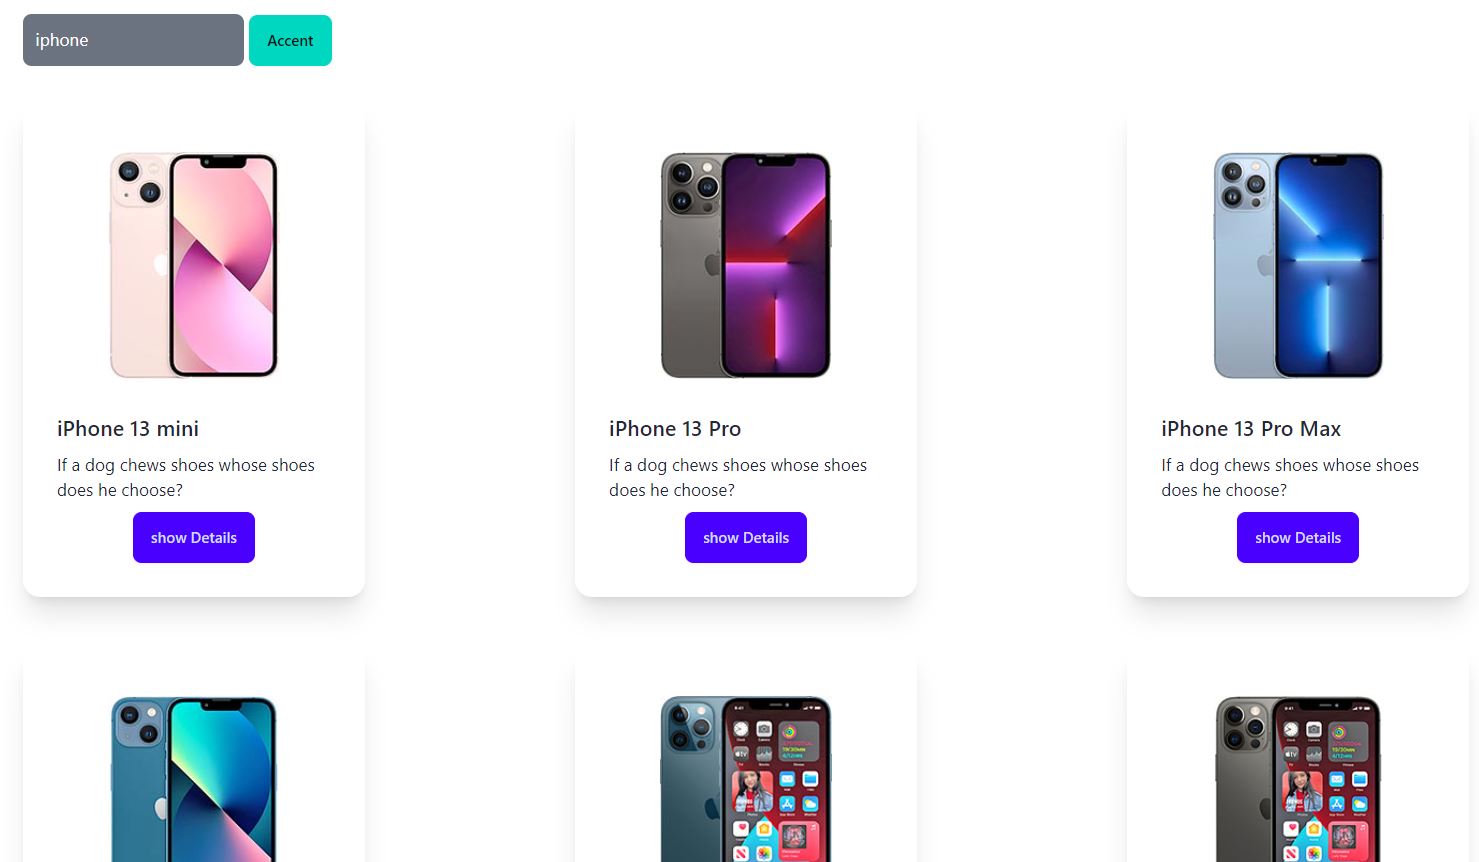 iphone Accent
iPhone 13 mini
If a dog chews shoes whose shoes
does he choose?
show Details
iPhone 13 Pro
If a dog chews shoes whose shoes
does he choose?
show Details
iPhone 13 Pro Max
If a dog chews shoes whose shoes
does he choose?
show Details